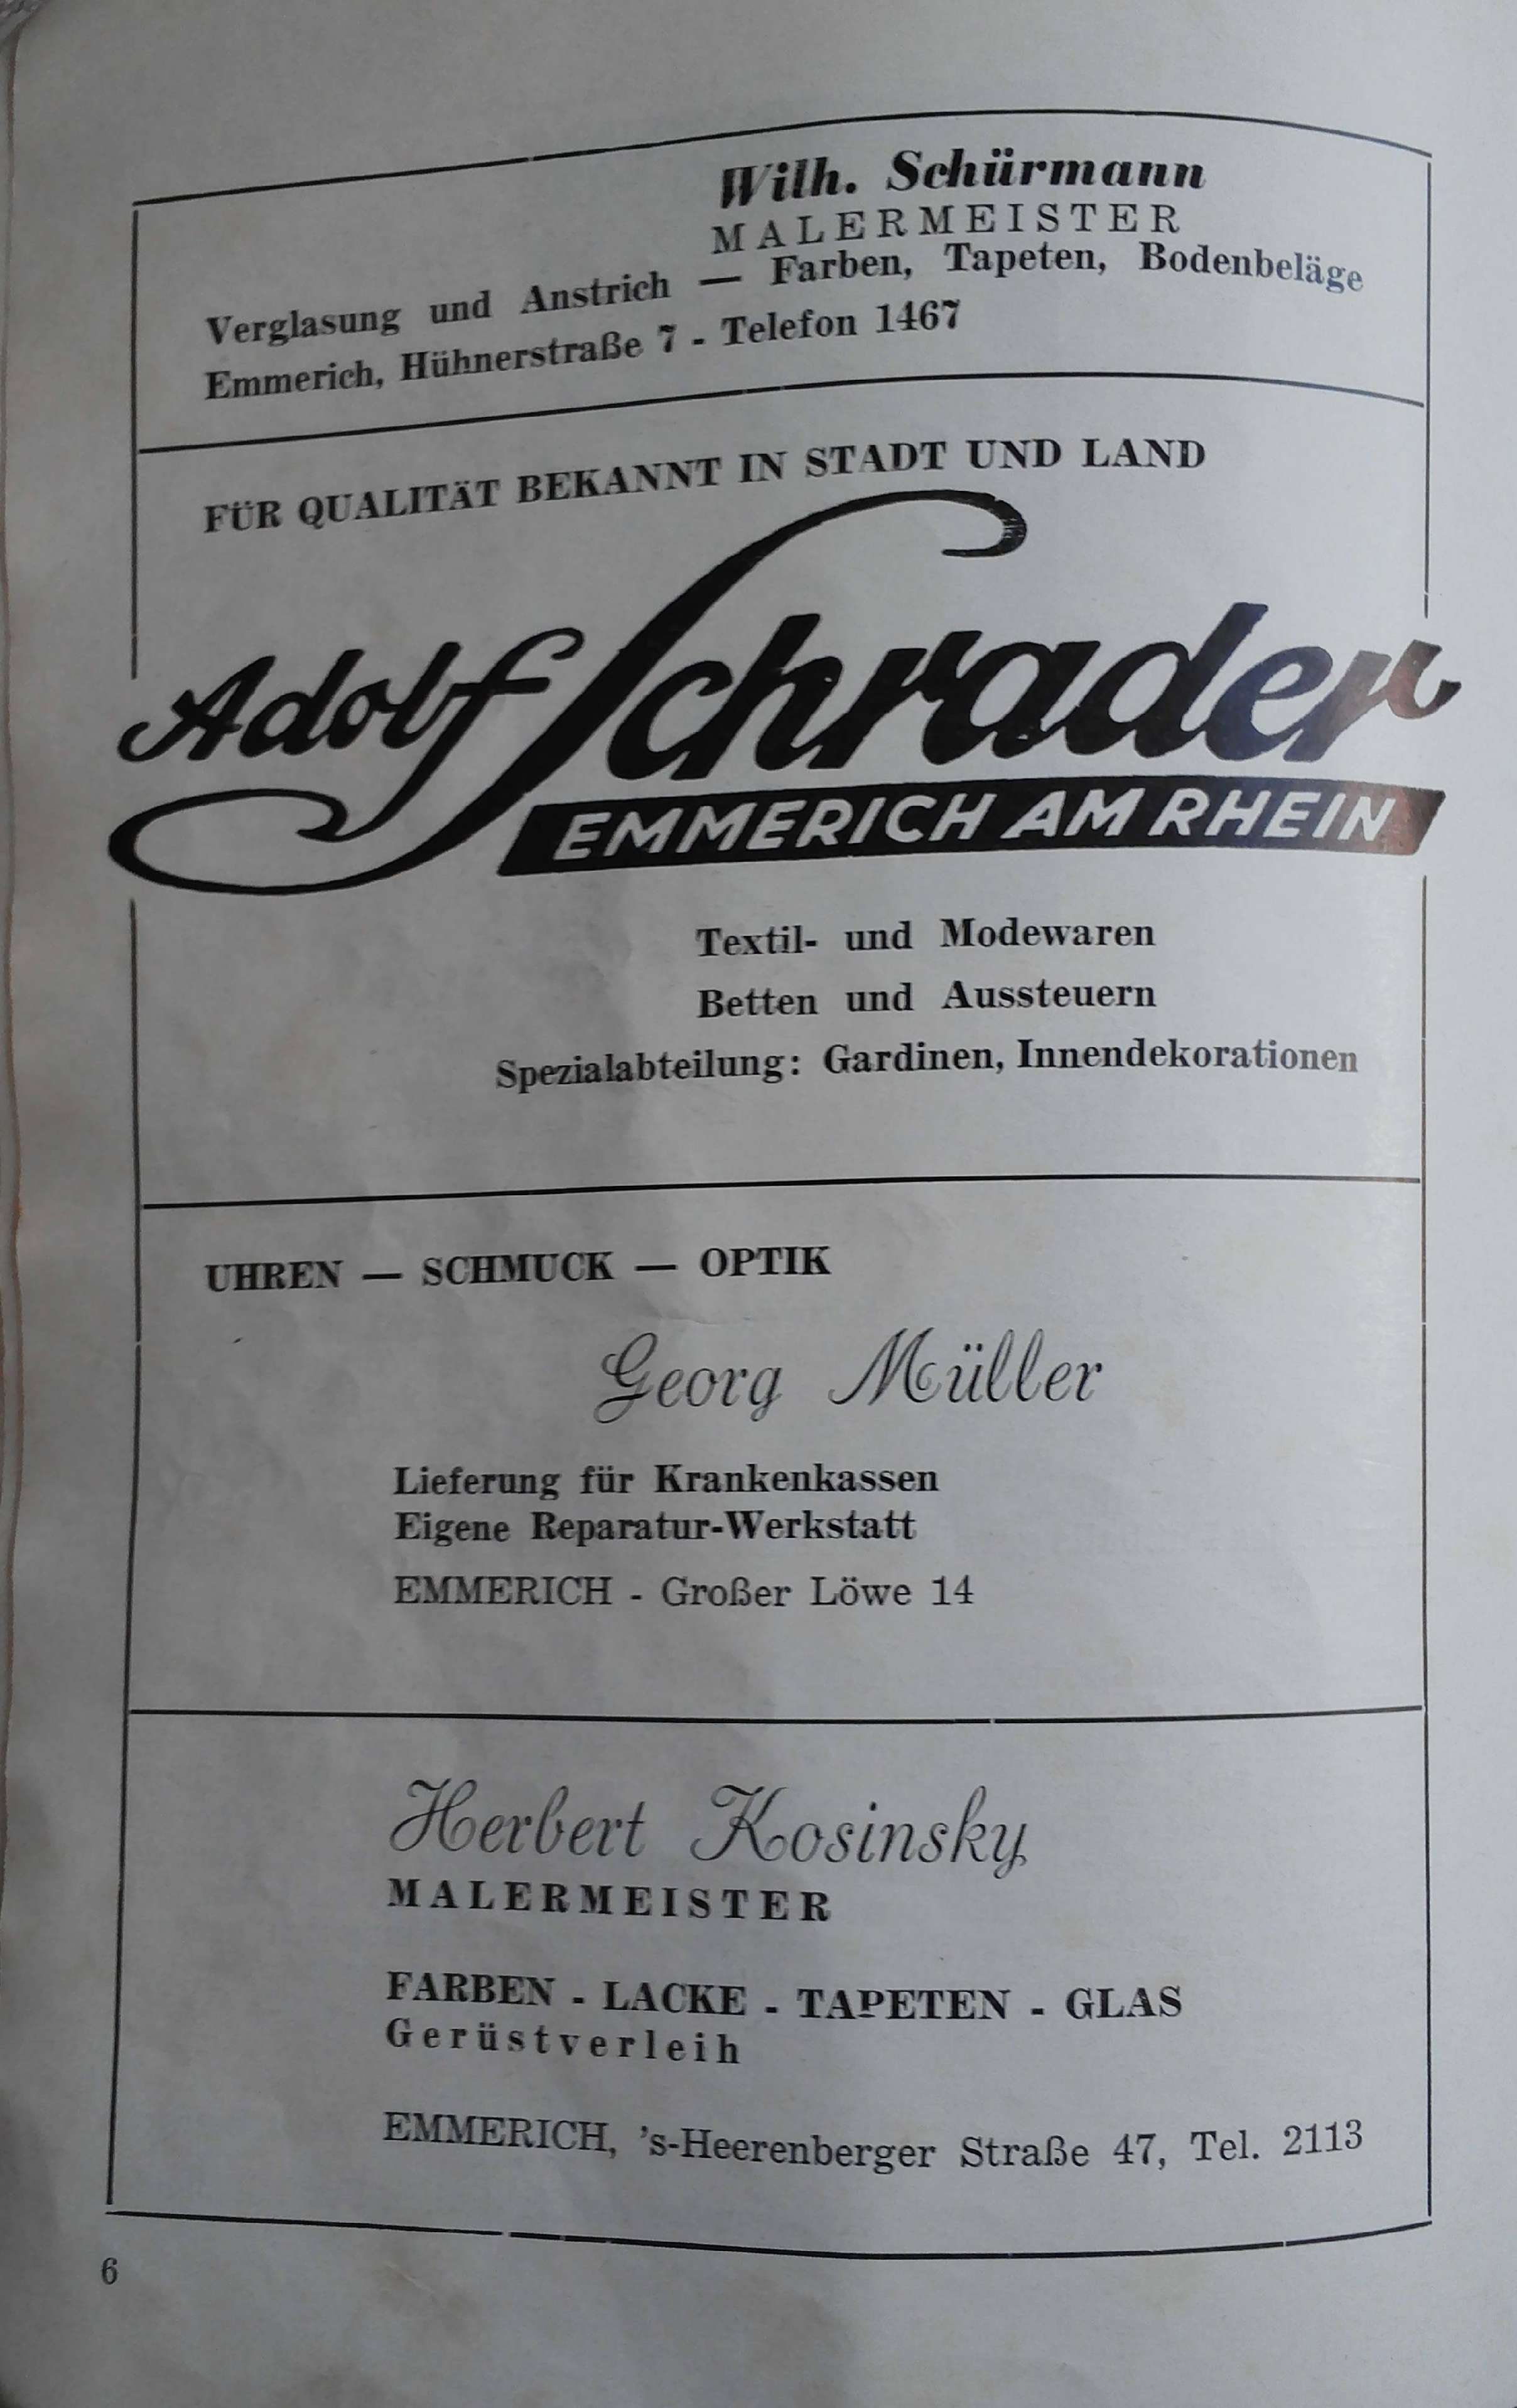 Wilh. Schürmann
MALERMEISTER
Verglasung und Anstrich — Farben, Tapeten, Bodenbeläge
Emmerich, Hühnerstraße 7 - Telefon 1467
FÜR QUALITÄT BEKANNT IN STADT UND LAND
Adolf Schrader
EMMERICH AM RHEIN
Textil- und Modewaren
Betten und Aussteuern
Spezialabteilung: Gardinen, Innendekorationen
UHREN — SCHMUCK — OPTIK
Georg Müller
Lieferung für Krankenkassen
Eigene Reparatur-Werkstatt
EMMERICH - Großer Löwe 14
Herbert Kosinsky
MALERMEISTER
FARBEN - LACKE - TAPETEN - GLAS
Gerüstverleih
EMMERICH, 's-Heerenberger Straße 47, Tel. 2113
6